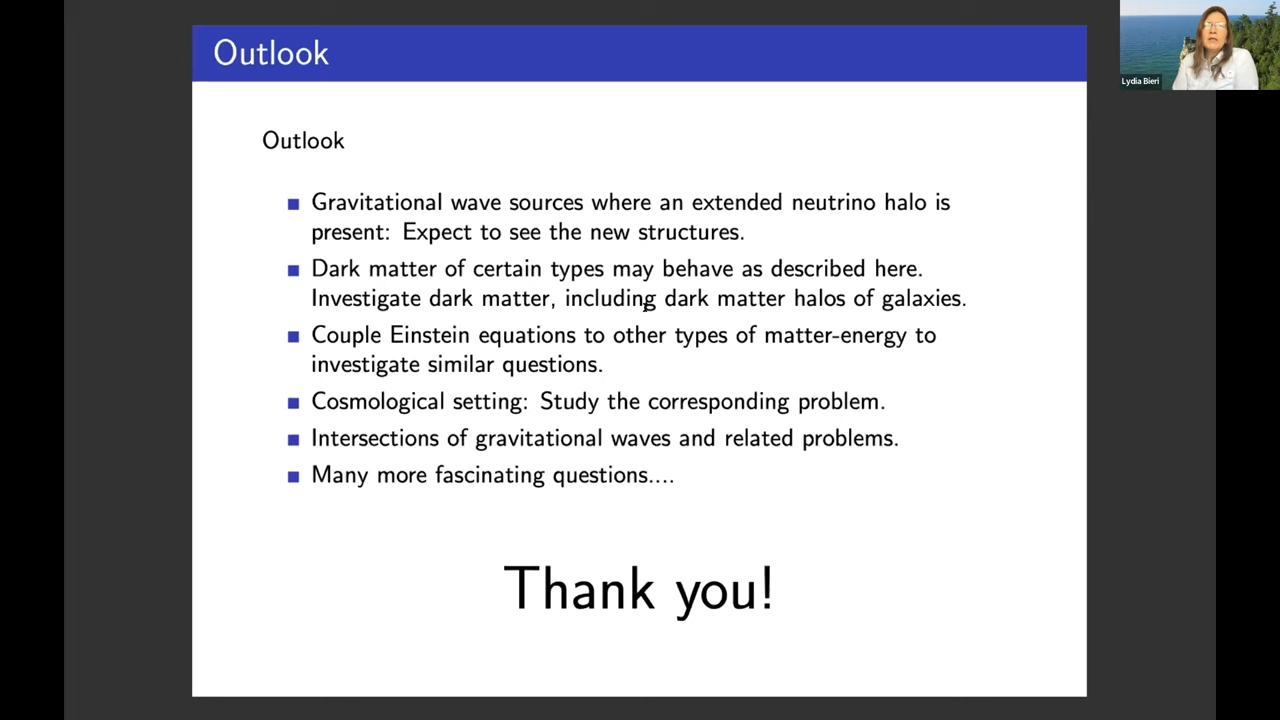 Outlook
Lydia Bieri
Outlook
Gravitational wave sources where an extended neutrino halo is
present: Expect to see the new structures.
Dark matter of certain types may behave as described here.
Investigate dark matter, including dark matter halos of galaxies.
Couple Einstein equations to other types of matter-energy to
investigate similar questions.
Cosmological setting: Study the corresponding problem.
Intersections of gravitational waves and related problems.
Many more fascinating questions....
Thank you!